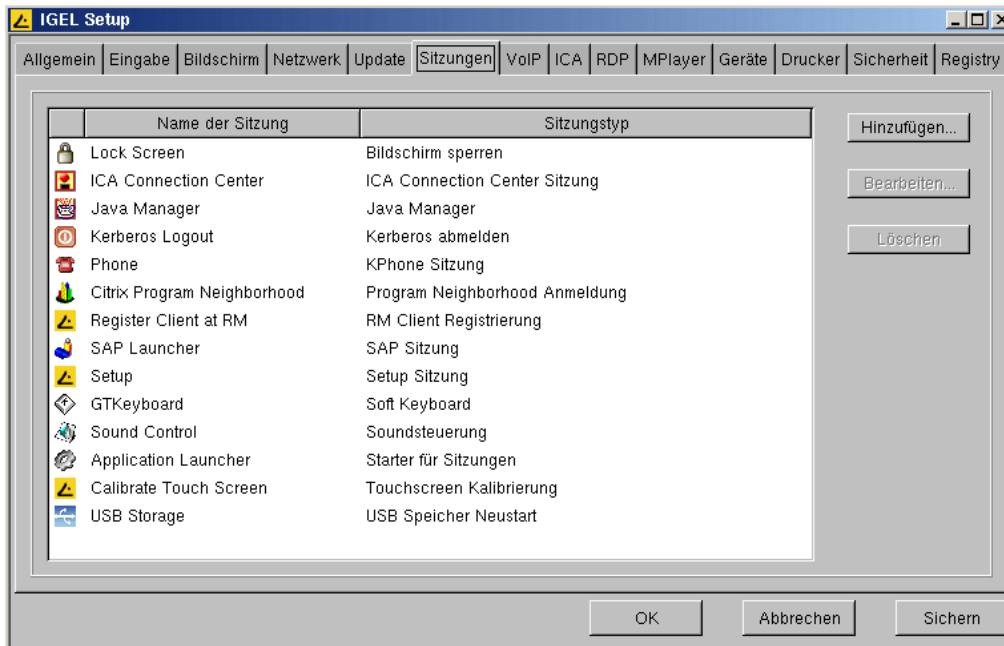 IGEL Setup
Allgemein Eingabe Bildschirm Netzwerk Update Sitzungen VoIP ICA RDP MPlayer Geräte Drucker Sicherheit Registry
Name der Sitzung Sitzungstyp
Hinzufügen...
Lock Screen Bildschirm sperren
ICA Connection Center ICA Connection Center Sitzung
Bearbeiten...
Java Manager Java Manager
Kerberos Logout Kerberos abmelden
Löschen
Phone KPhone Sitzung
Citrix Program Neighborhood Program Neighborhood Anmeldung
Register Client at RM RM Client Registrierung
SAP Launcher SAP Sitzung
Setup Setup Sitzung
GTKeyboard Soft Keyboard
Sound Control Soundsteuerung
Application Launcher Starter für Sitzungen
Calibrate Touch Screen Touchscreen Kalibrierung
USB Storage USB Speicher Neustart
OK Abbrechen Sichern